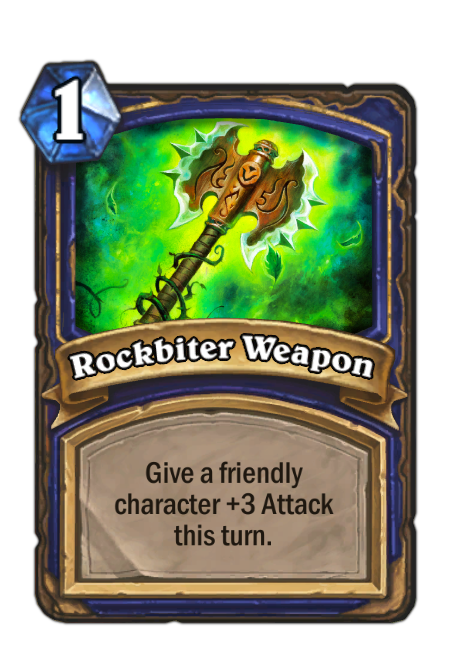 1
Rockbiter Weapon
Give a friendly
character +3 Attack
this turn.